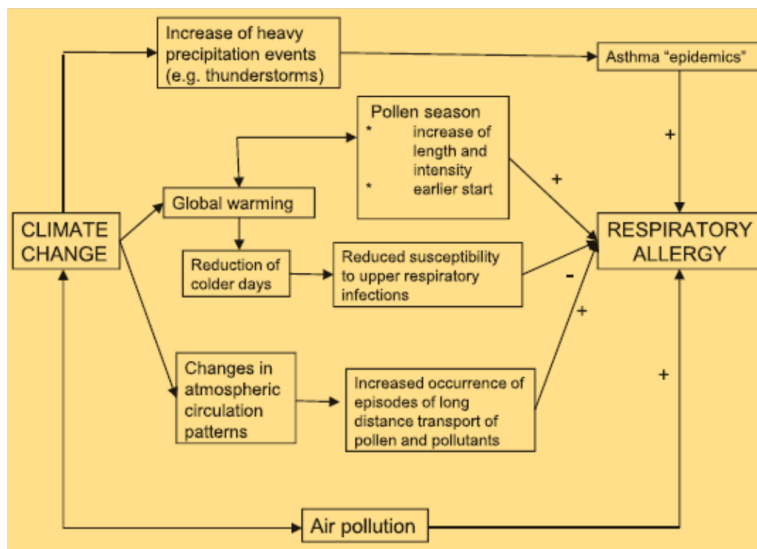 Increase of heavy
precipitation events
(e.g. thunderstorms)
Asthma “epidemics”
+
Pollen season
* increase of
length and
intensity
* earlier start
+
Global warming
CLIMATE
CHANGE
RESPIRATORY
ALLERGY
Reduction of
colder days
Reduced susceptibility
to upper respiratory
infections
-
+
Changes in
atmospheric
circulation
patterns
Increased occurrence of
episodes of long
distance transport of
pollen and pollutants
+
Air pollution